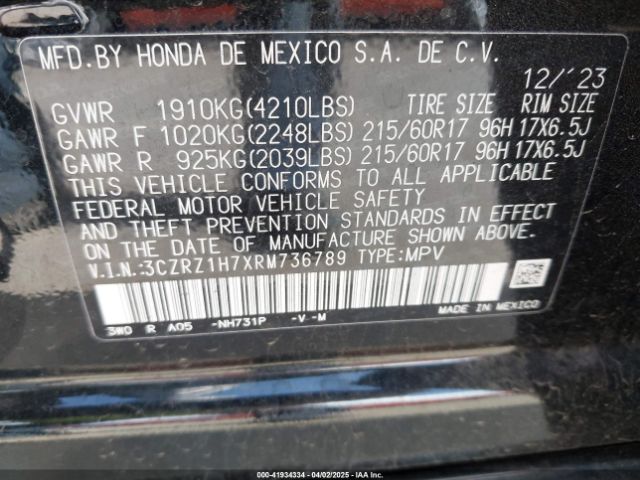 MFD.BY HONDA DE MEXICO S.A. DE C.V.
12/'23
GVWR 1910KG(4210LBS) TIRE SIZE RIM SIZE
GAWR F 1020KG(2248LBS) 215/60R17 96H 17X6.5J
GAWR R 925KG(2039LBS) 215/60R17 96H 17X6.5J
THIS VEHICLE CONFORMS TO ALL APPLICABLE
FEDERAL MOTOR VEHICLE SAFETY
AND THEFT PREVENTION STANDARDS IN EFFECT
ON THE DATE OF MANUFACTURE SHOWN ABOVE.
V.I.N.:3CZRZ1H7XRM736789 TYPE:MPV
3W0 R A05 -NH731P -V -M
MADE IN MEXICO
© IAA-41934334 04/02/2025 IAAI.COM